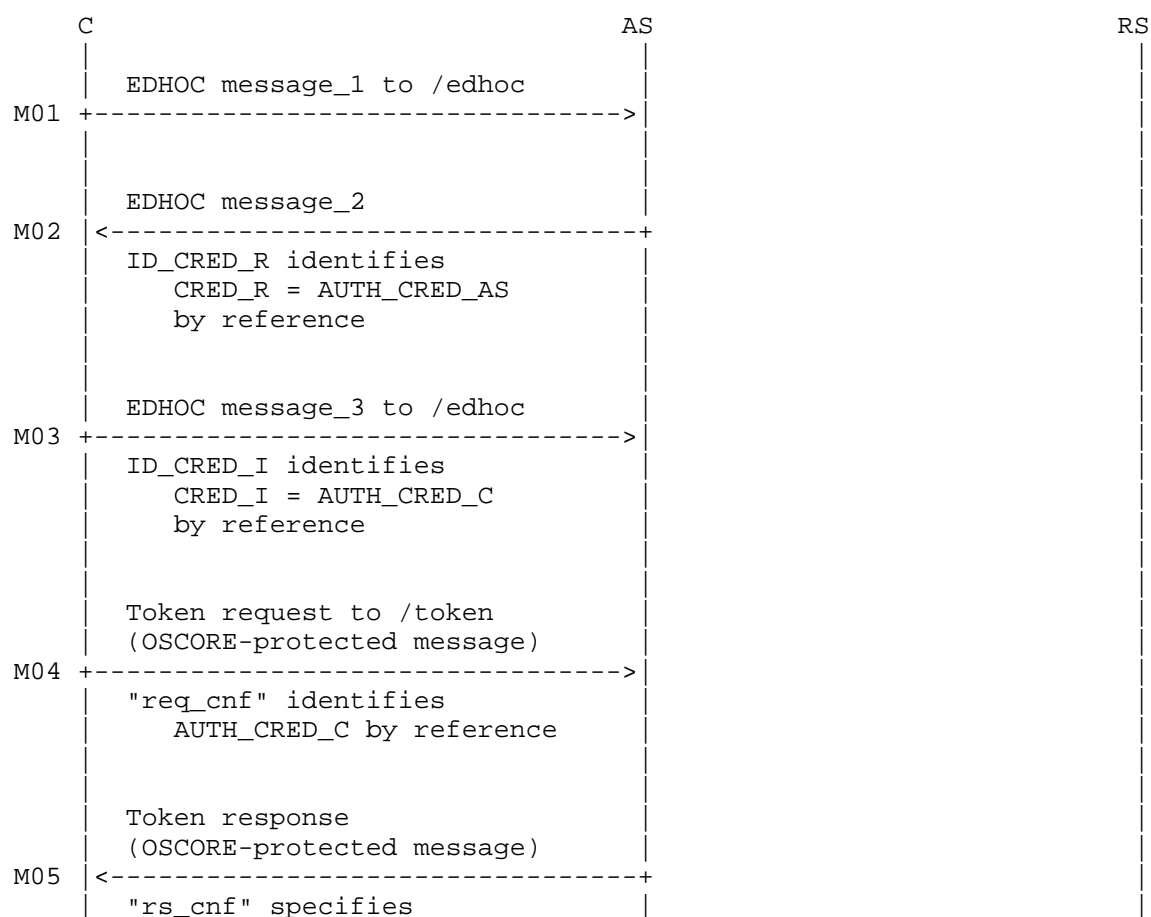 C AS RS
| | |
| EDHOC message_1 to /edhoc | |
M01 +--------------------------------->| |
| | |
| | |
| EDHOC message_2 | |
M02 |<---------------------------------+ |
| ID_CRED_R identifies | |
| CRED_R = AUTH_CRED_AS | |
| by reference | |
| | |
| | |
| EDHOC message_3 to /edhoc | |
M03 +--------------------------------->| |
| ID_CRED_I identifies | |
| CRED_I = AUTH_CRED_C | |
| by reference | |
| | |
| | |
| Token request to /token | |
| (OSCORE-protected message) | |
M04 +--------------------------------->| |
| "req_cnf" identifies | |
| AUTH_CRED_C by reference | |
| | |
| | |
| Token response | |
| (OSCORE-protected message) | |
M05 |<---------------------------------+ |
| "rs_cnf" specifies | |